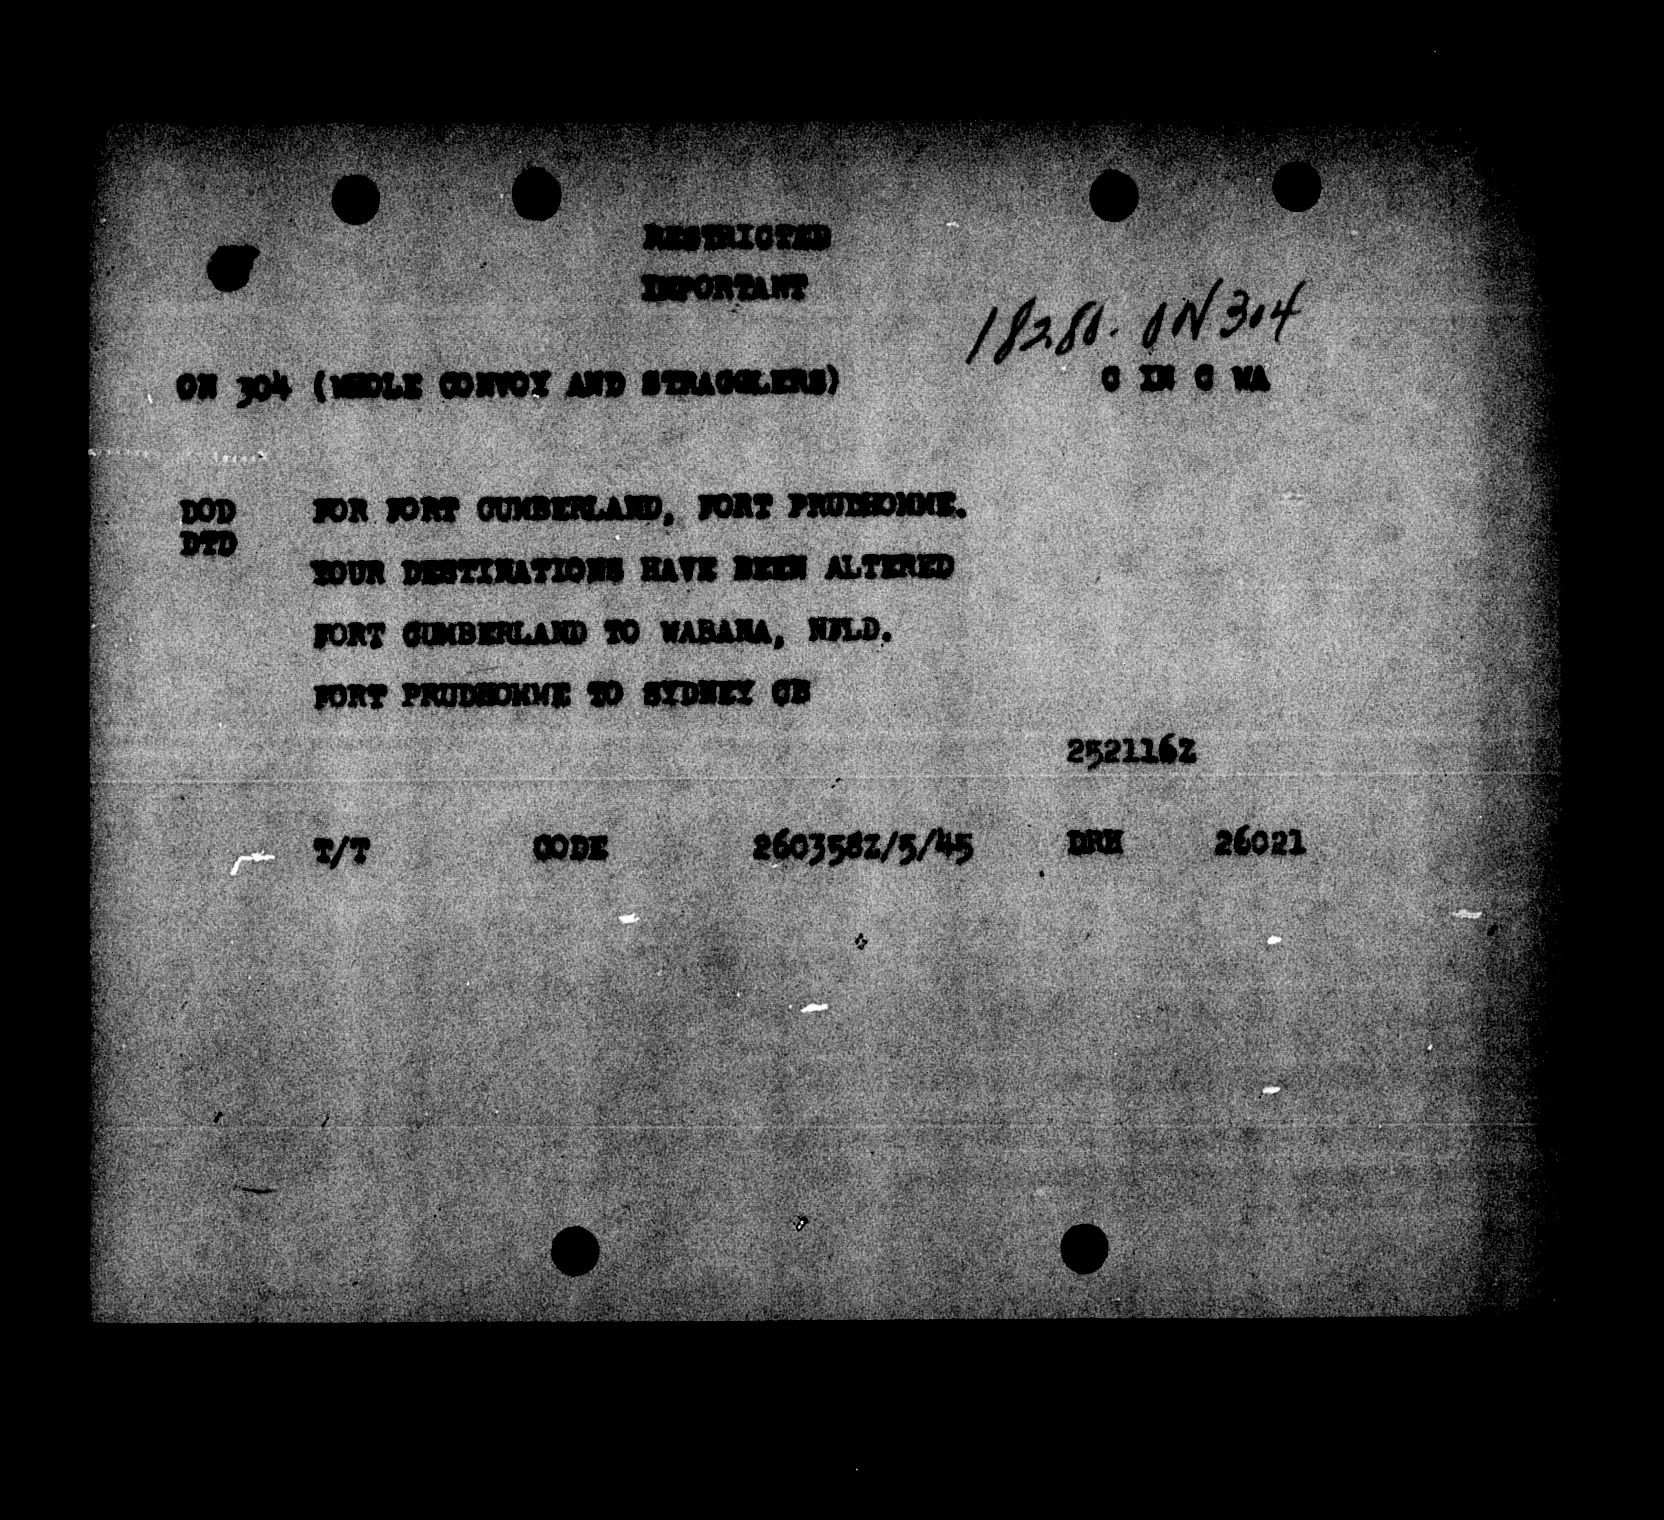 RESTRICTED
IMPORTANT
18280. ON 304
ON 304 (WHOLE CONVOY AND STRAGGLERS) C IN C WA
DOD FOR FORT CUMBERLAND, FORT PRUDHOMME.
DTD
YOUR DESTINATIONS HAVE BEEN ALTERED
FORT CUMBERLAND TO WABANA, NFLD.
FORT PRUDHOMME TO SYDNEY CB
252116Z
T/T CODE 260358Z/5/45 DRH 26021